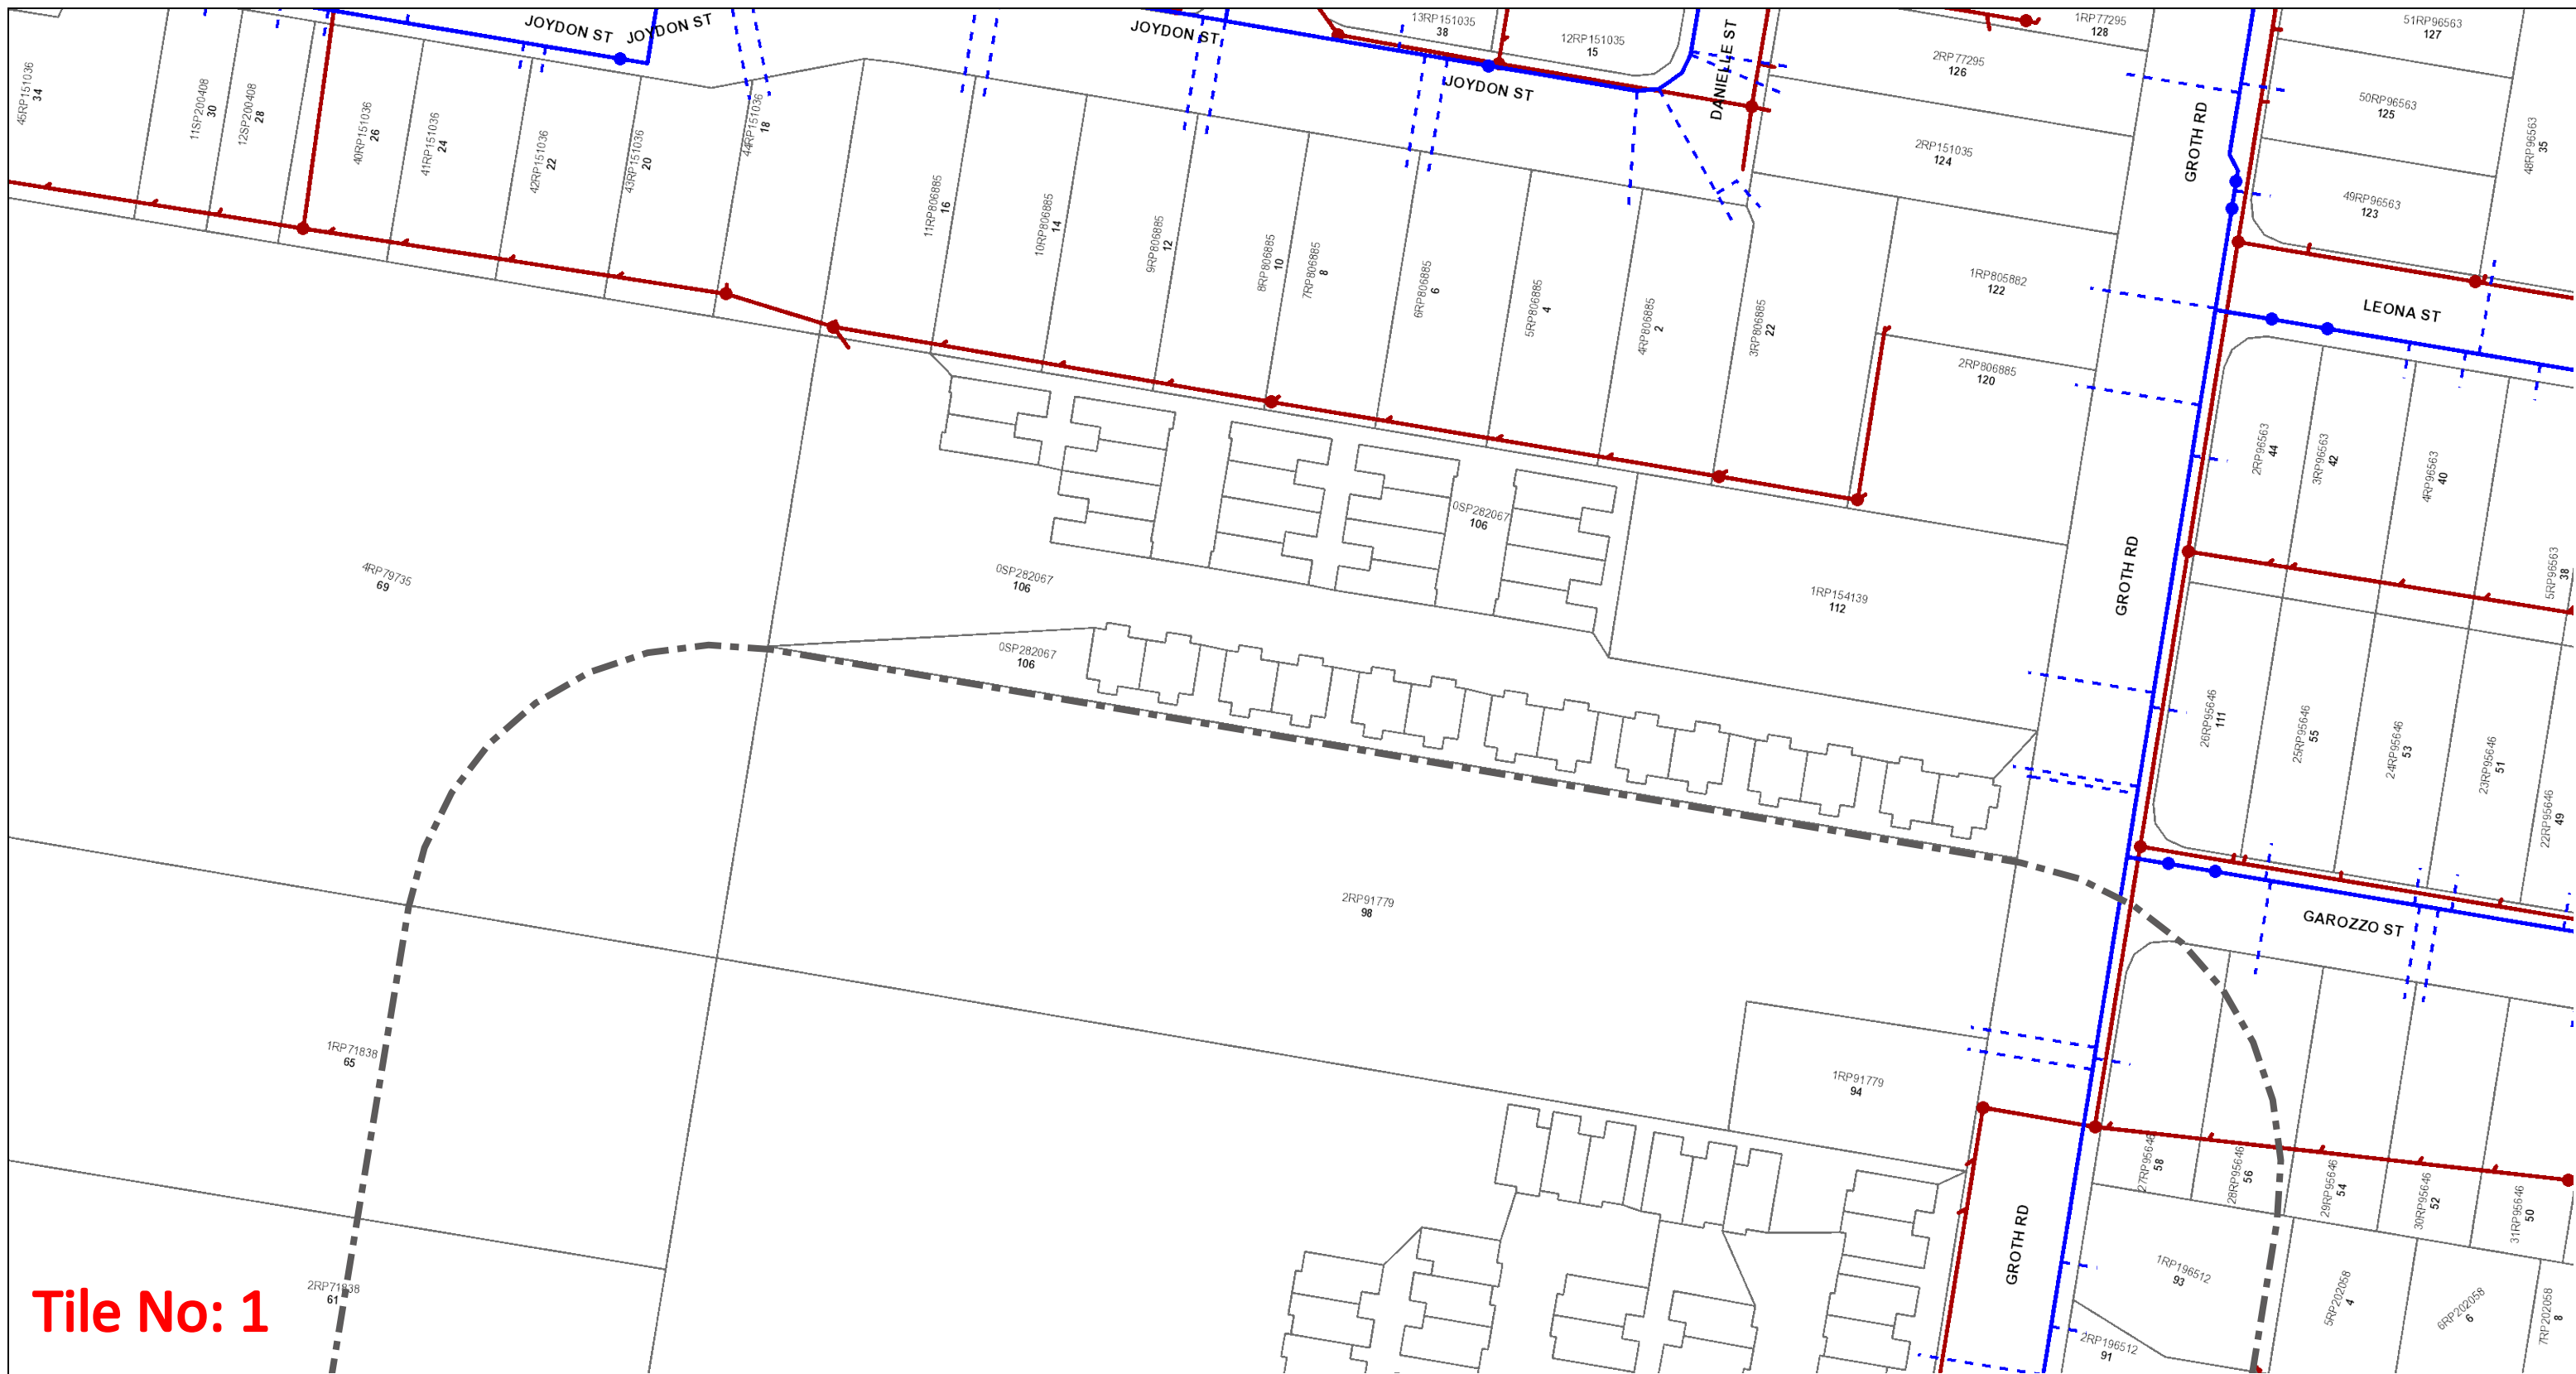 JOYDON ST
JOYDON ST
JOYDON ST
13RP151035
38
12RP151035
15
JOYDON ST
DANIELLE ST
1RP77295
128
2RP77295
126
51RP96563
127
50RP96563
125
49RP96563
123
48RP96563
35
45RP151036
34
11SP200408
30
12SP200408
28
40RP151036
26
41RP151036
24
42RP151036
22
43RP151036
20
44RP151036
18
11RP806885
16
10RP806885
14
9RP806885
12
8RP806885
10
7RP806885
8
6RP806885
6
5RP806885
4
4RP806885
2
3RP806885
22
2RP151035
124
GROTH RD
1RP805882
122
LEONA ST
2RP806885
120
2RP96563
44
3RP96563
42
4RP96563
40
5RP96563
38
0SP282067
106
4RP79735
69
0SP282067
106
1RP154139
112
GROTH RD
0SP282067
106
26RP95646
111
25RP95646
55
24RP95646
53
23RP95646
51
22RP95646
49
2RP91779
98
GAROZZO ST
1RP71838
65
1RP91779
94
27RP95646
58
28RP95646
56
29RP95646
54
30RP95646
52
31RP95646
50
GROTH RD
1RP196512
93
2RP71838
61
5RP202058
4
6RP202058
6
7RP202058
8
2RP196512
91
Tile No: 1